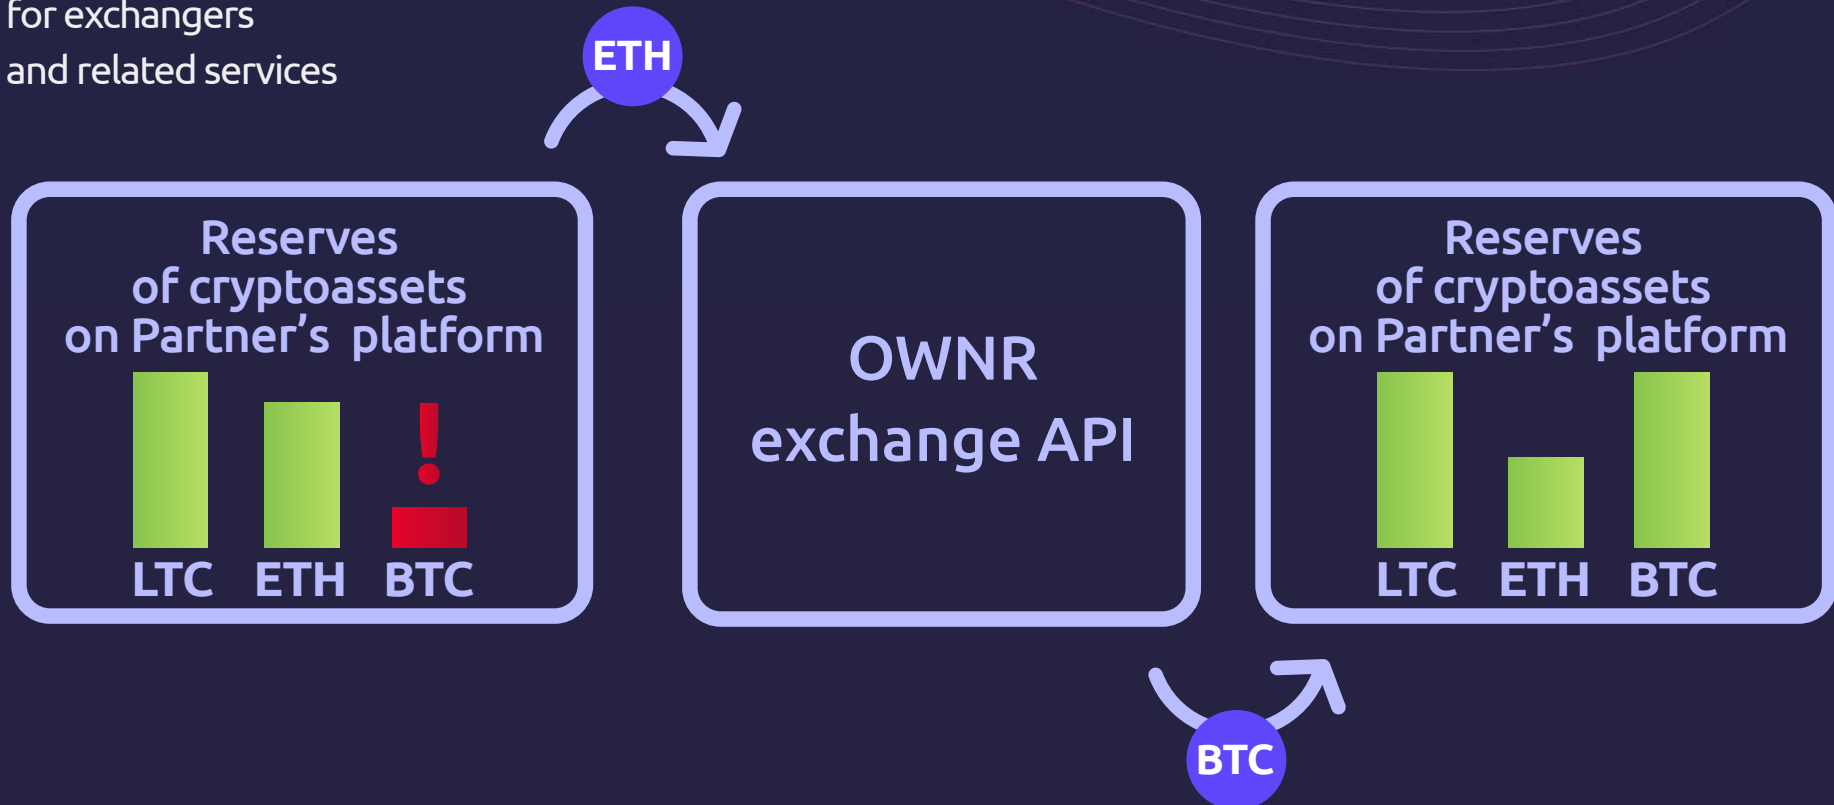 for exchangers
and related services
ETH
Reserves
of cryptoassets
on Partner’s platform
!
LTC ETH BTC
OWNR
exchange API
Reserves
of cryptoassets
on Partner’s platform
LTC ETH BTC
BTC